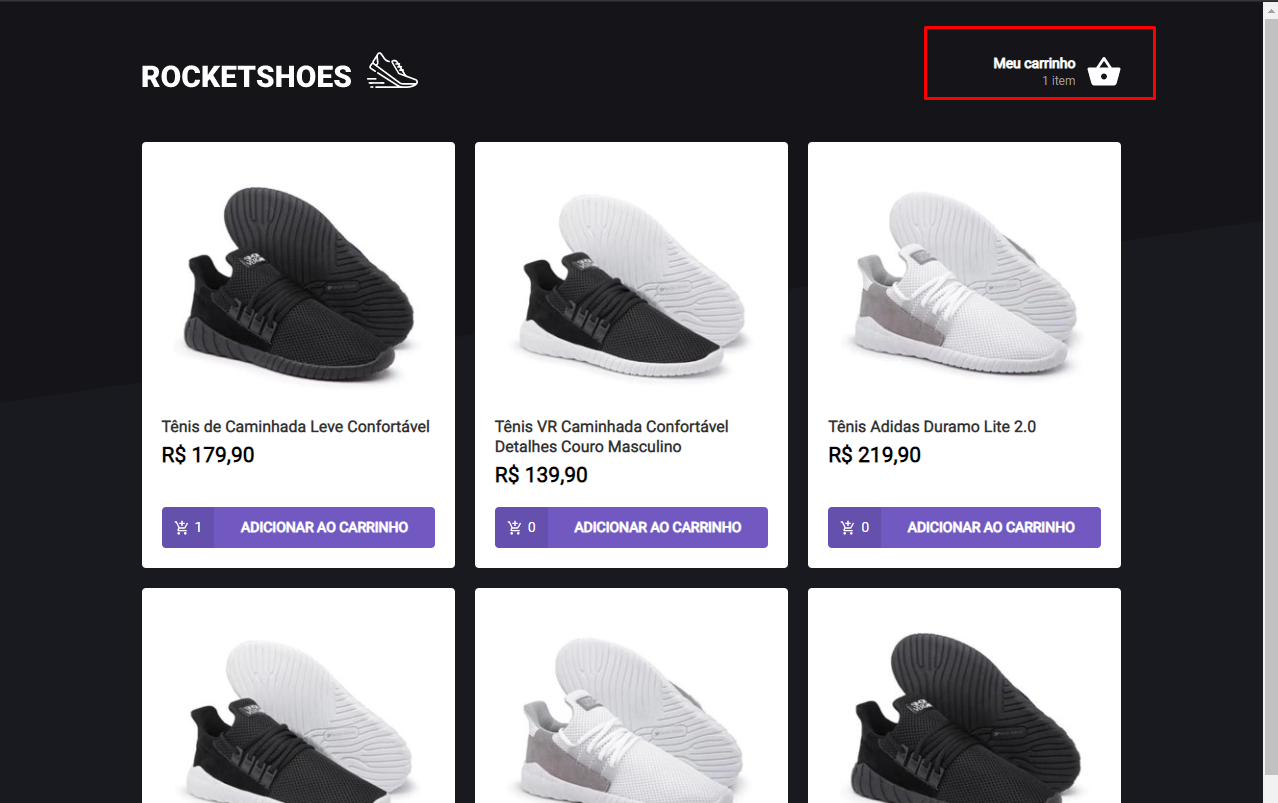 ROCKETSHOES
Meu carrinho
1 item
Tênis de Caminhada Leve Confortável
R$ 179,90
1 ADICIONAR AO CARRINHO
Tênis VR Caminhada Confortável
Detalhes Couro Masculino
R$ 139,90
0 ADICIONAR AO CARRINHO
Tênis Adidas Duramo Lite 2.0
R$ 219,90
0 ADICIONAR AO CARRINHO